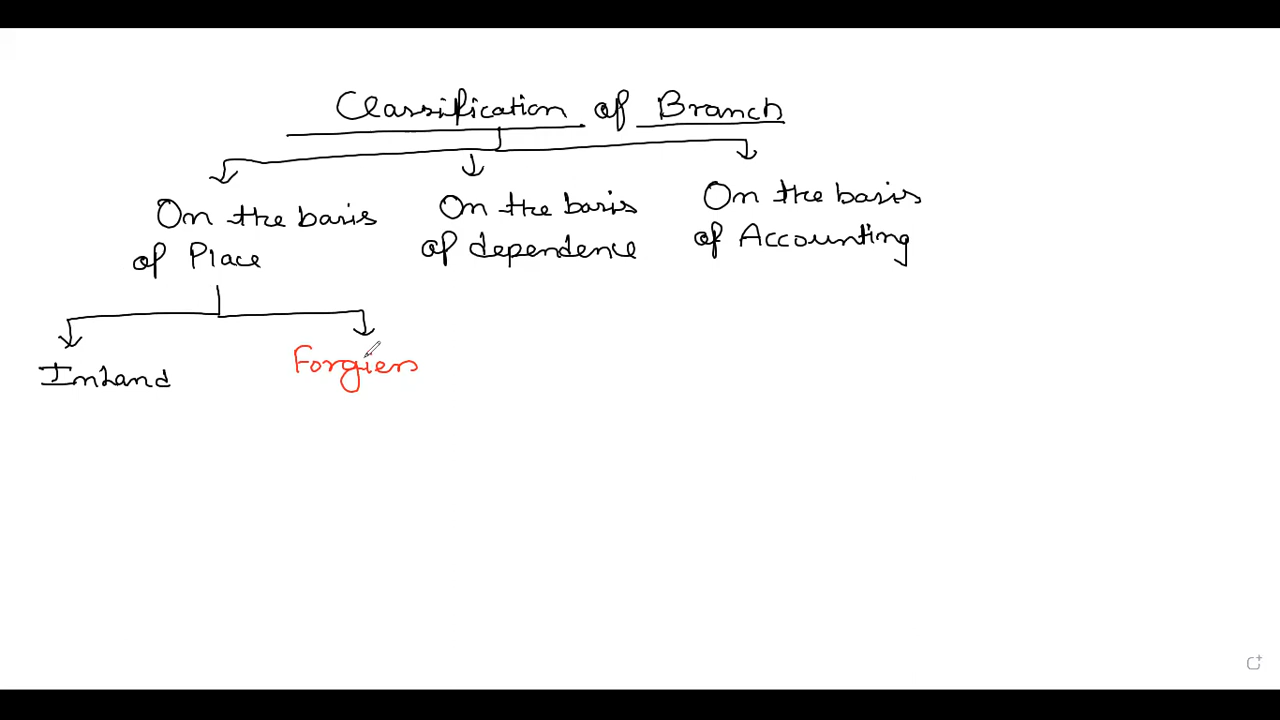 Classification of Branch
On the basis
of Place
On the basis
of dependence
On the basis
of Accounting
Inland
Forgien